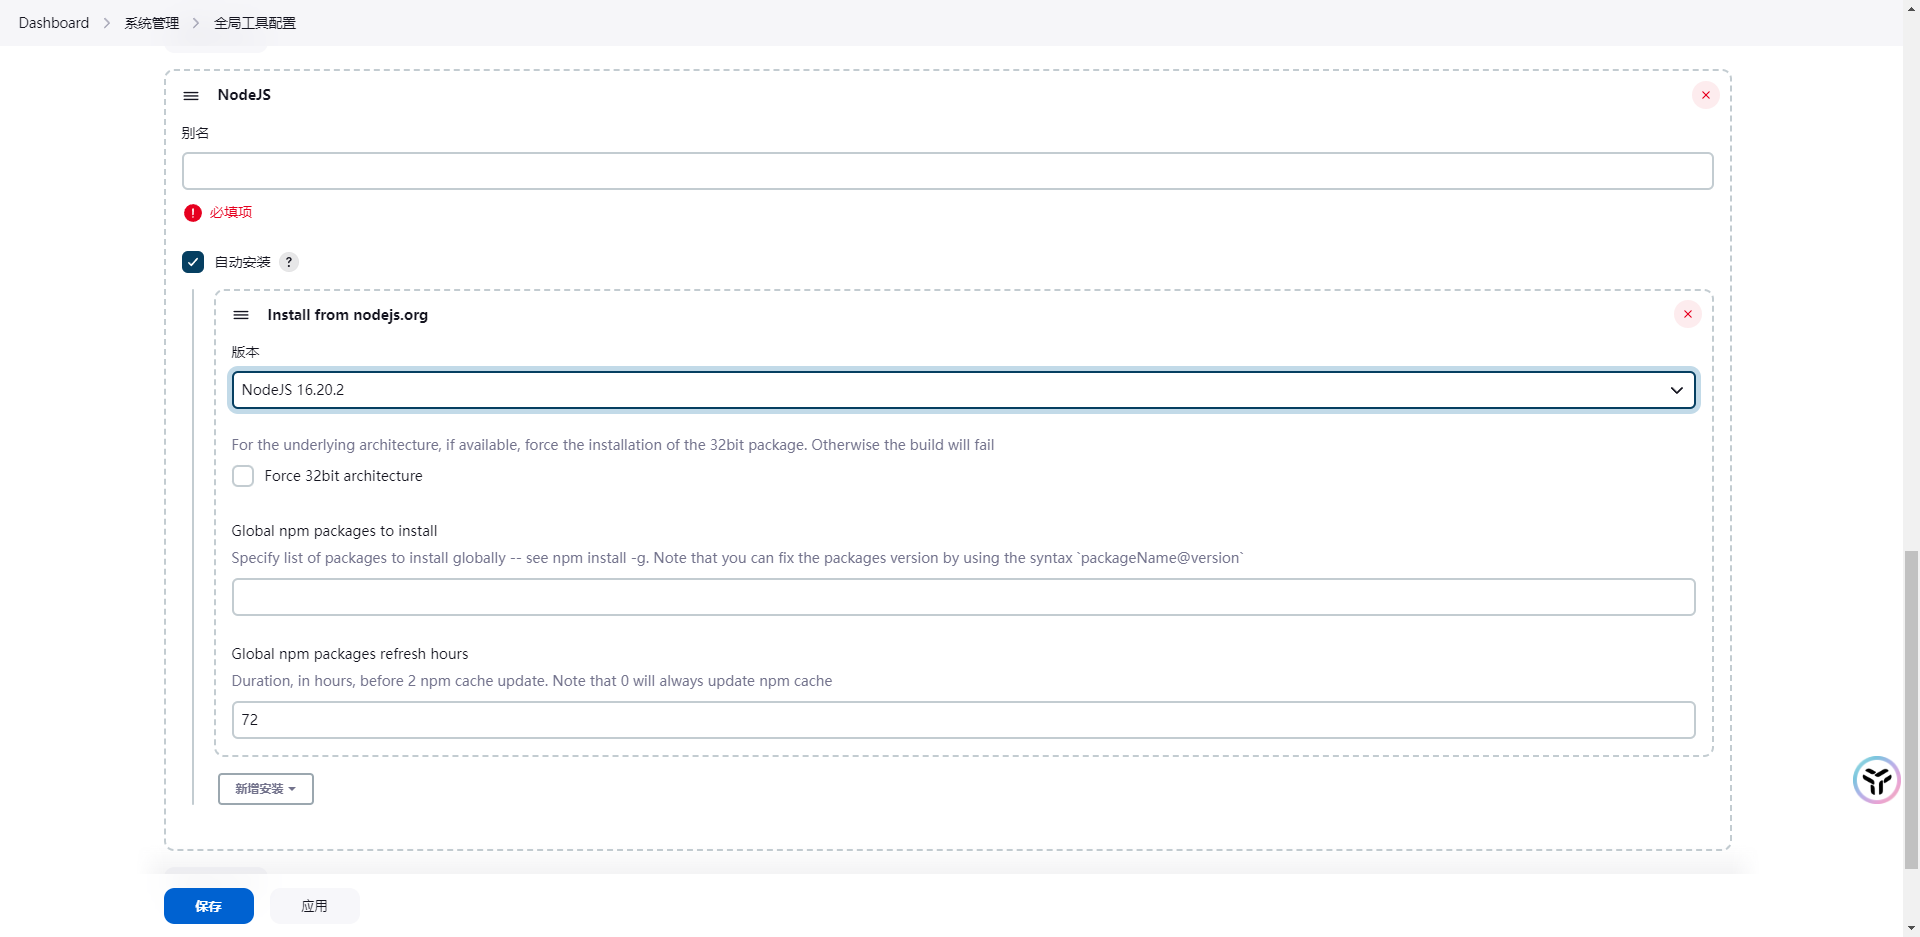 Dashboard
系统管理
全局工具配置
NodeJS
别名
必填项
自动安装 ?
Install from nodejs.org
版本
NodeJS 16.20.2
For the underlying architecture, if available, force the installation of the 32bit package. Otherwise the build will fail
Force 32bit architecture
Global npm packages to install
Specify list of packages to install globally -- see npm install -g. Note that you can fix the packages version by using the syntax `packageName@version`
Global npm packages refresh hours
Duration, in hours, before 2 npm cache update. Note that 0 will always update npm cache
72
新增安装
保存
应用